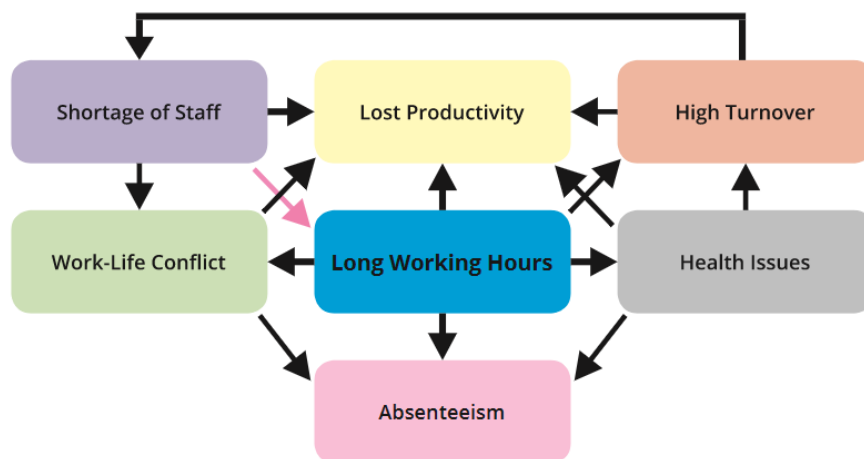 Shortage of Staff
Lost Productivity
High Turnover
Work-Life Conflict
Long Working Hours
Health Issues
Absenteeism